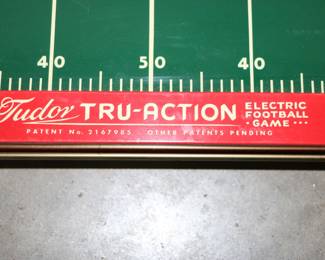 40 50 40
Tudor TRU-ACTION ELECTRIC FOOTBALL GAME
PATENT No. 2167985 . OTHER PATENTS PENDING